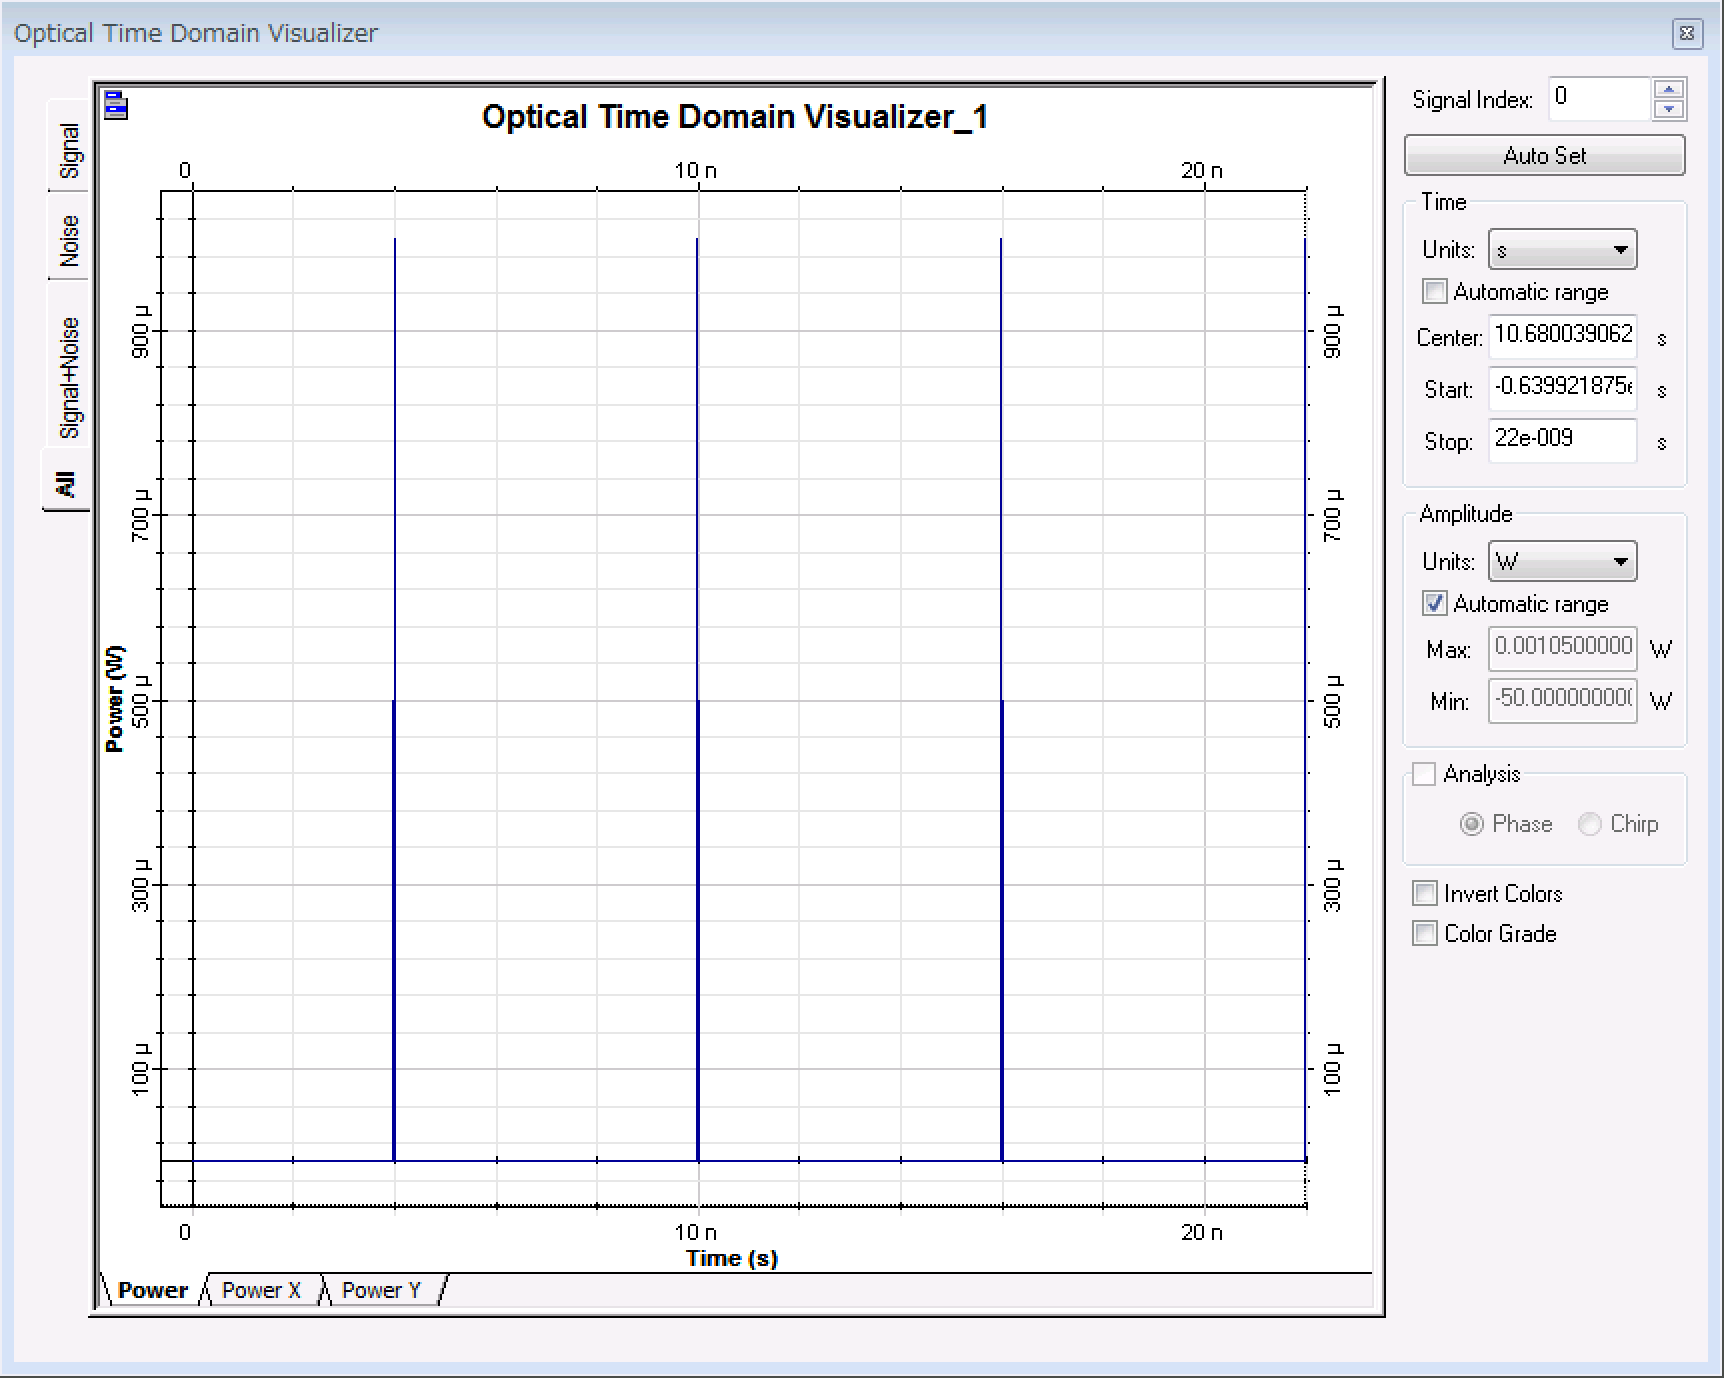 Optical Time Domain Visualizer
Signal
Noise
Signal+Noise
All
Optical Time Domain Visualizer_1
0
10 n
20 n
900 µ
700 µ
500 µ
300 µ
100 µ
Power (W)
900 µ
700 µ
500 µ
300 µ
100 µ
0
10 n
20 n
Time (s)
Power
Power X
Power Y
Signal Index: 0
Auto Set
Time
Units: s
Automatic range
Center: 10.680039062 s
Start: -0.639921875e s
Stop: 22e-009 s
Amplitude
Units: W
Automatic range
Max: 0.0010500000 W
Min: -50.00000000( W
Analysis
Phase Chirp
Invert Colors
Color Grade